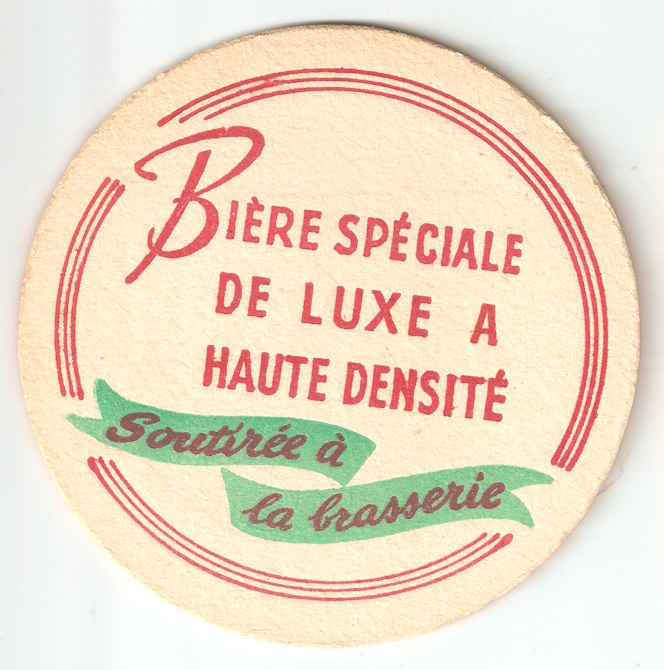 BIÈRE SPÉCIALE
DE LUXE A
HAUTE DENSITÉ
Soutirée à
la brasserie